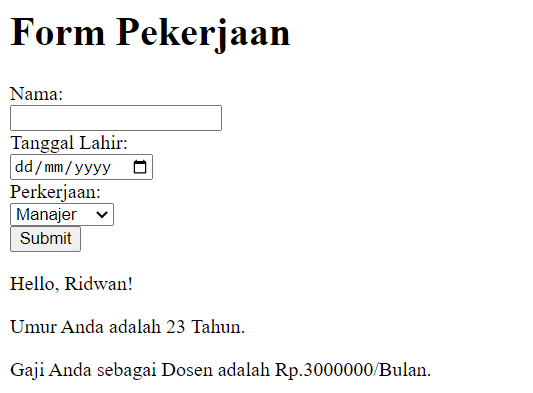 Form Pekerjaan
Nama:
Tanggal Lahir:
dd/mm/yyyy
Perkerjaan:
Manajer
Submit
Hello, Ridwan!
Umur Anda adalah 23 Tahun.
Gaji Anda sebagai Dosen adalah Rp.3000000/Bulan.